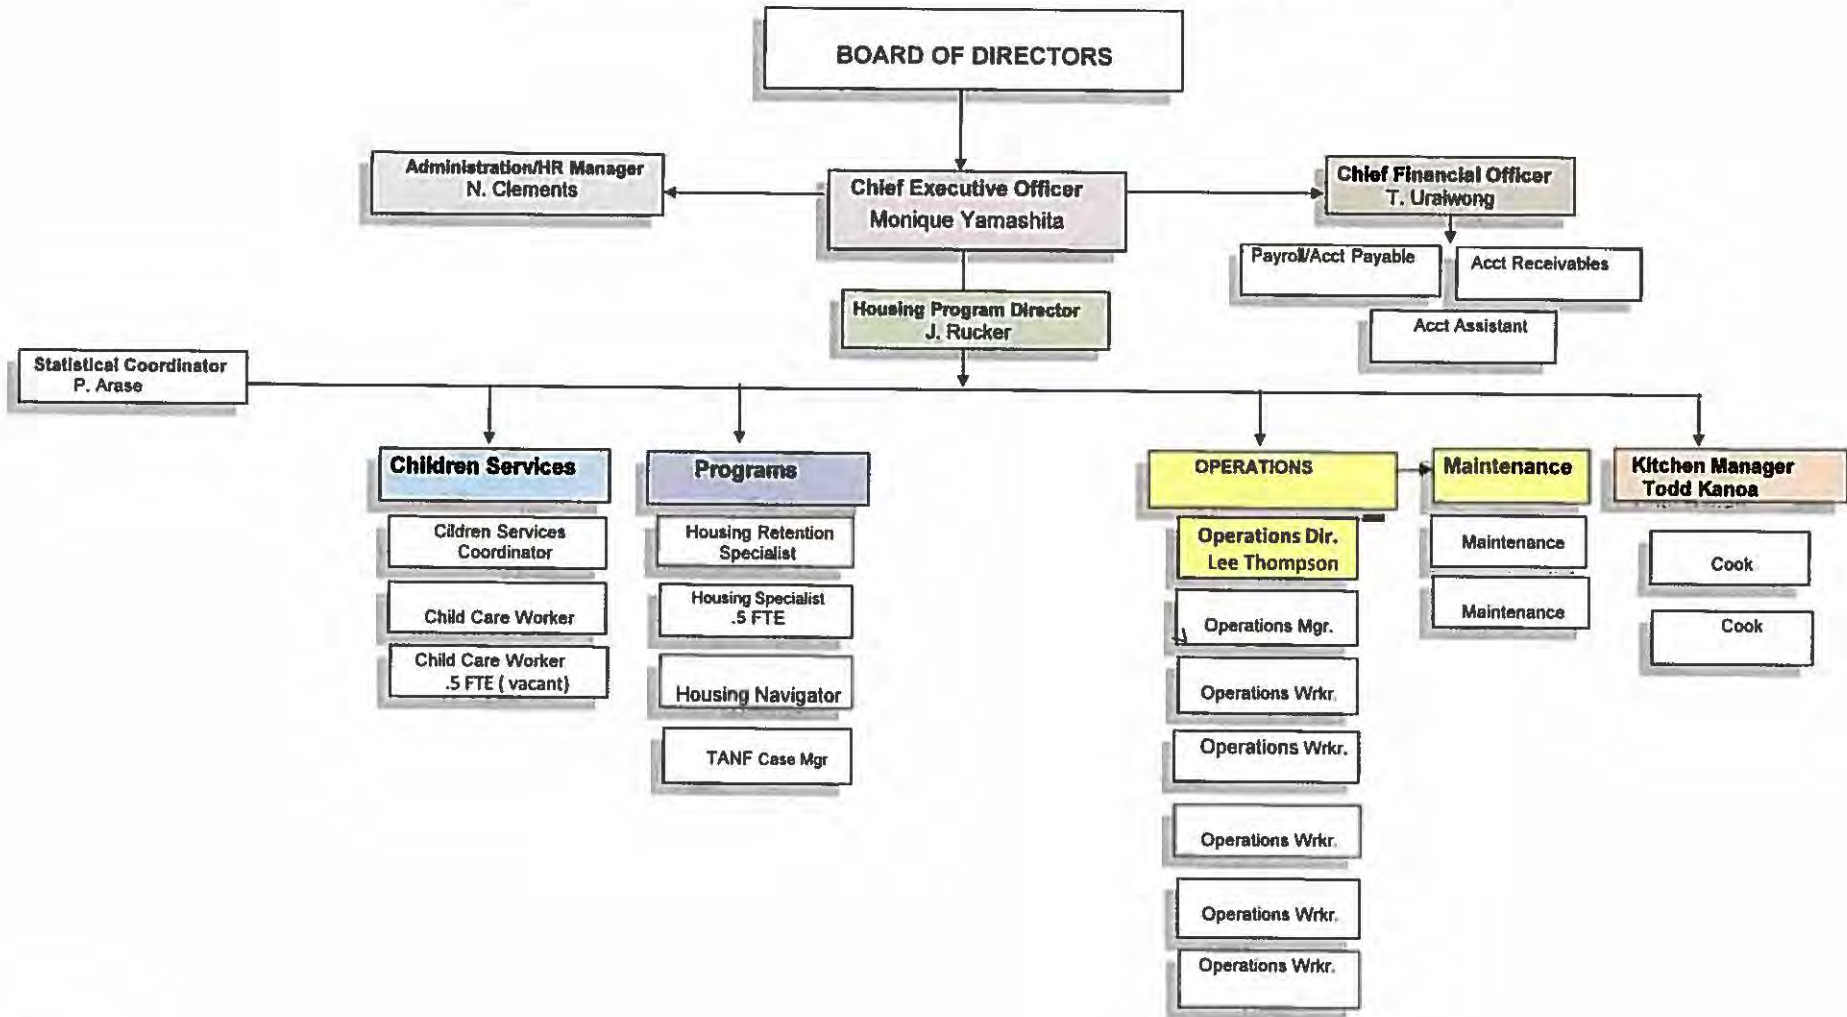 BOARD OF DIRECTORS
Administration/HR Manager
N. Clements
Chief Executive Officer
Monique Yamashita
Chief Financial Officer
T. Uraiwong
Payroll/Acct Payable
Acct Receivables
Acct Assistant
Housing Program Director
J. Rucker
Statistical Coordinator
P. Arase
Children Services
Cildren Services
Coordinator
Child Care Worker
Child Care Worker
.5 FTE ( vacant)
Programs
Housing Retention
Specialist
Housing Specialist
.5 FTE
Housing Navigator
TANF Case Mgr
OPERATIONS
Operations Dir.
Lee Thompson
Operations Mgr.
Operations Wrkr.
Operations Wrkr.
Operations Wrkr.
Operations Wrkr.
Operations Wrkr.
Maintenance
Maintenance
Maintenance
Kitchen Manager
Todd Kanoa
Cook
Cook